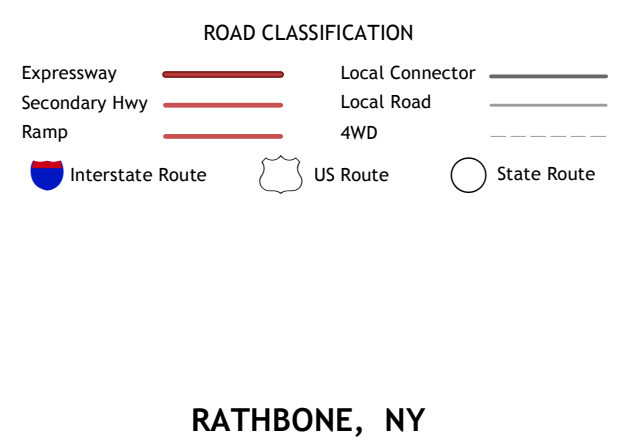 ROAD CLASSIFICATION
Expressway
Local Connector
Secondary Hwy
Local Road
Ramp
4WD
Interstate Route
US Route
State Route
RATHBONE, NY